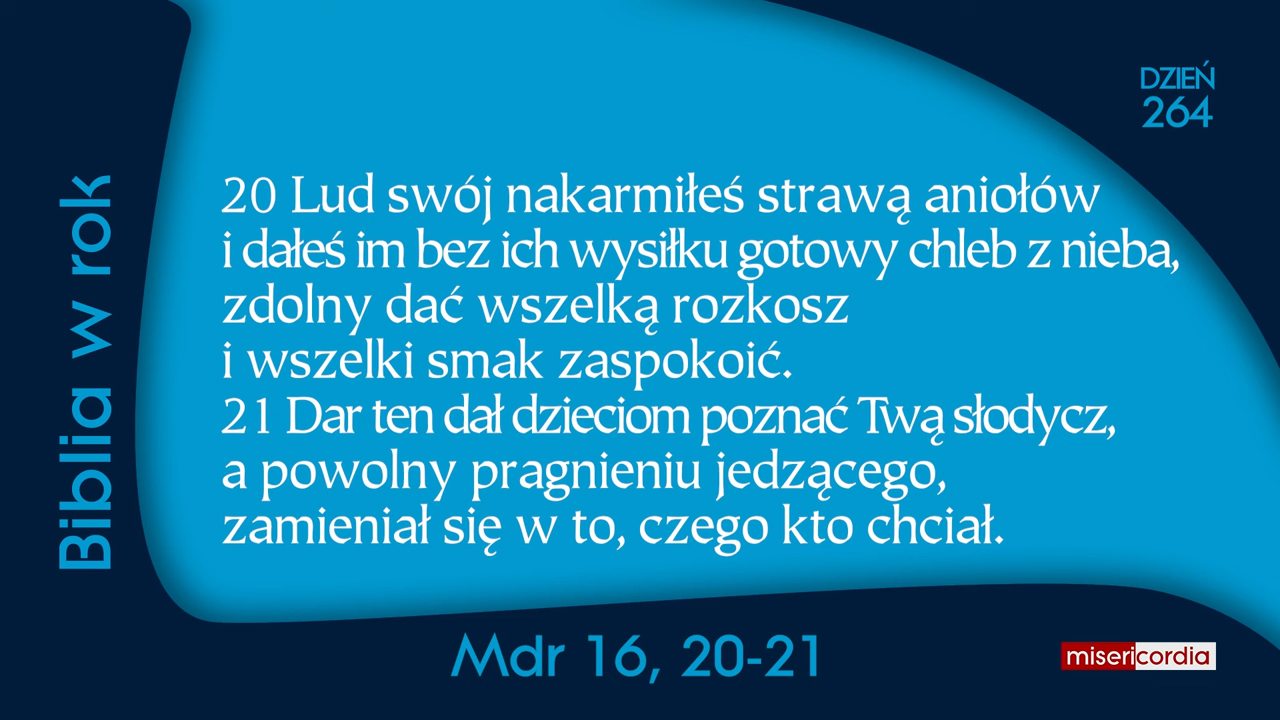 DZIEŃ
264
Biblia w rok
20 Lud swój nakarmiłeś strawą aniołów
i dałeś im bez ich wysiłku gotowy chleb z nieba,
zdolny dać wszelką rozkosz
i wszelki smak zaspokoić.
21 Dar ten dał dzieciom poznać Twą słodycz,
a powolny pragnieniu jedzącego,
zamieniał się w to, czego kto chciał.
Mdr 16, 20-21
misericordia